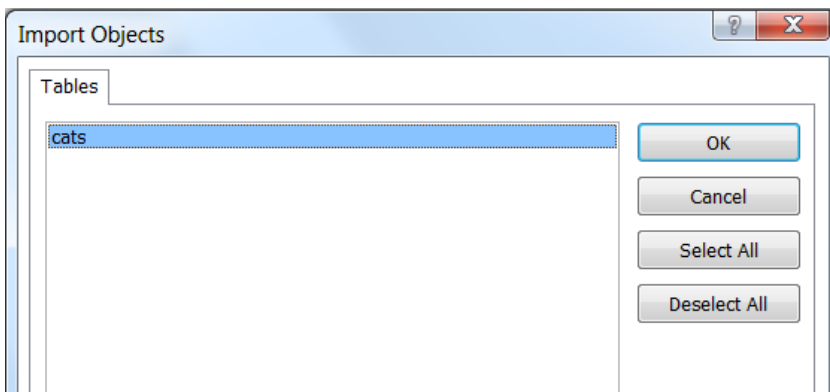 Import Objects
Tables
cats
OK
Cancel
Select All
Deselect All